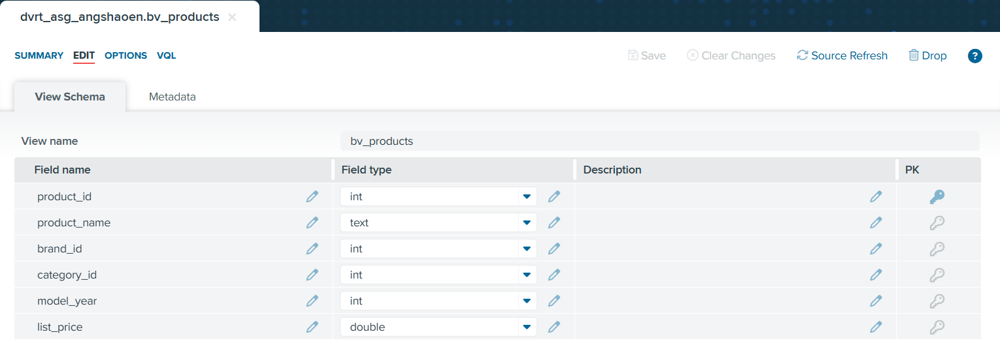 dvrt_asg_angshaoen.bv_products ×
SUMMARY EDIT OPTIONS VQL Save Clear Changes Source Refresh Drop ?
View Schema Metadata
View name bv_products
Field name Field type Description PK
product_id int
product_name text
brand_id int
category_id int
model_year int
list_price double